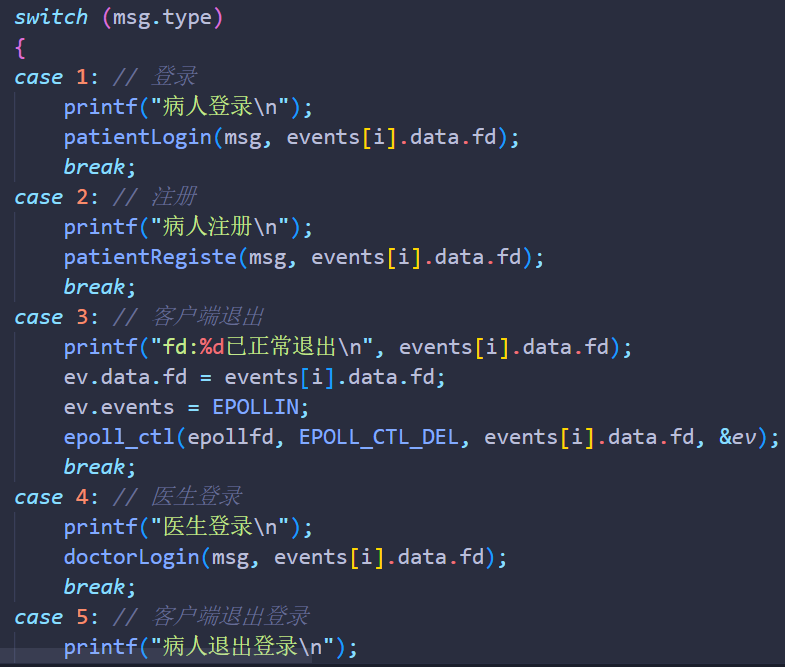 switch (msg.type)
{
case 1: // 登录
    printf("病人登录\n");
    patientLogin(msg, events[i].data.fd);
    break;
case 2: // 注册
    printf("病人注册\n");
    patientRegiste(msg, events[i].data.fd);
    break;
case 3: // 客户端退出
    printf("fd:%d已正常退出\n", events[i].data.fd);
    ev.data.fd = events[i].data.fd;
    ev.events = EPOLLIN;
    epoll_ctl(epollfd, EPOLL_CTL_DEL, events[i].data.fd, &ev);
    break;
case 4: // 医生登录
    printf("医生登录\n");
    doctorLogin(msg, events[i].data.fd);
    break;
case 5: // 客户端退出登录
    printf("病人退出登录\n");